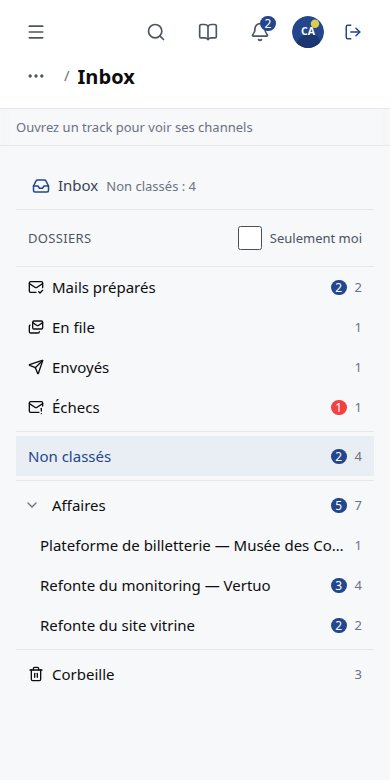 2
CA
... / Inbox
Ouvrez un track pour voir ses channels
Inbox Non classés : 4
DOSSIERS Seulement moi
Mails préparés 2 2
En file 1
Envoyés 1
Échecs 1 1
Non classés 2 4
Affaires 5 7
Plateforme de billetterie — Musée des Co... 1
Refonte du monitoring — Vertuo 3 4
Refonte du site vitrine 2 2
Corbeille 3